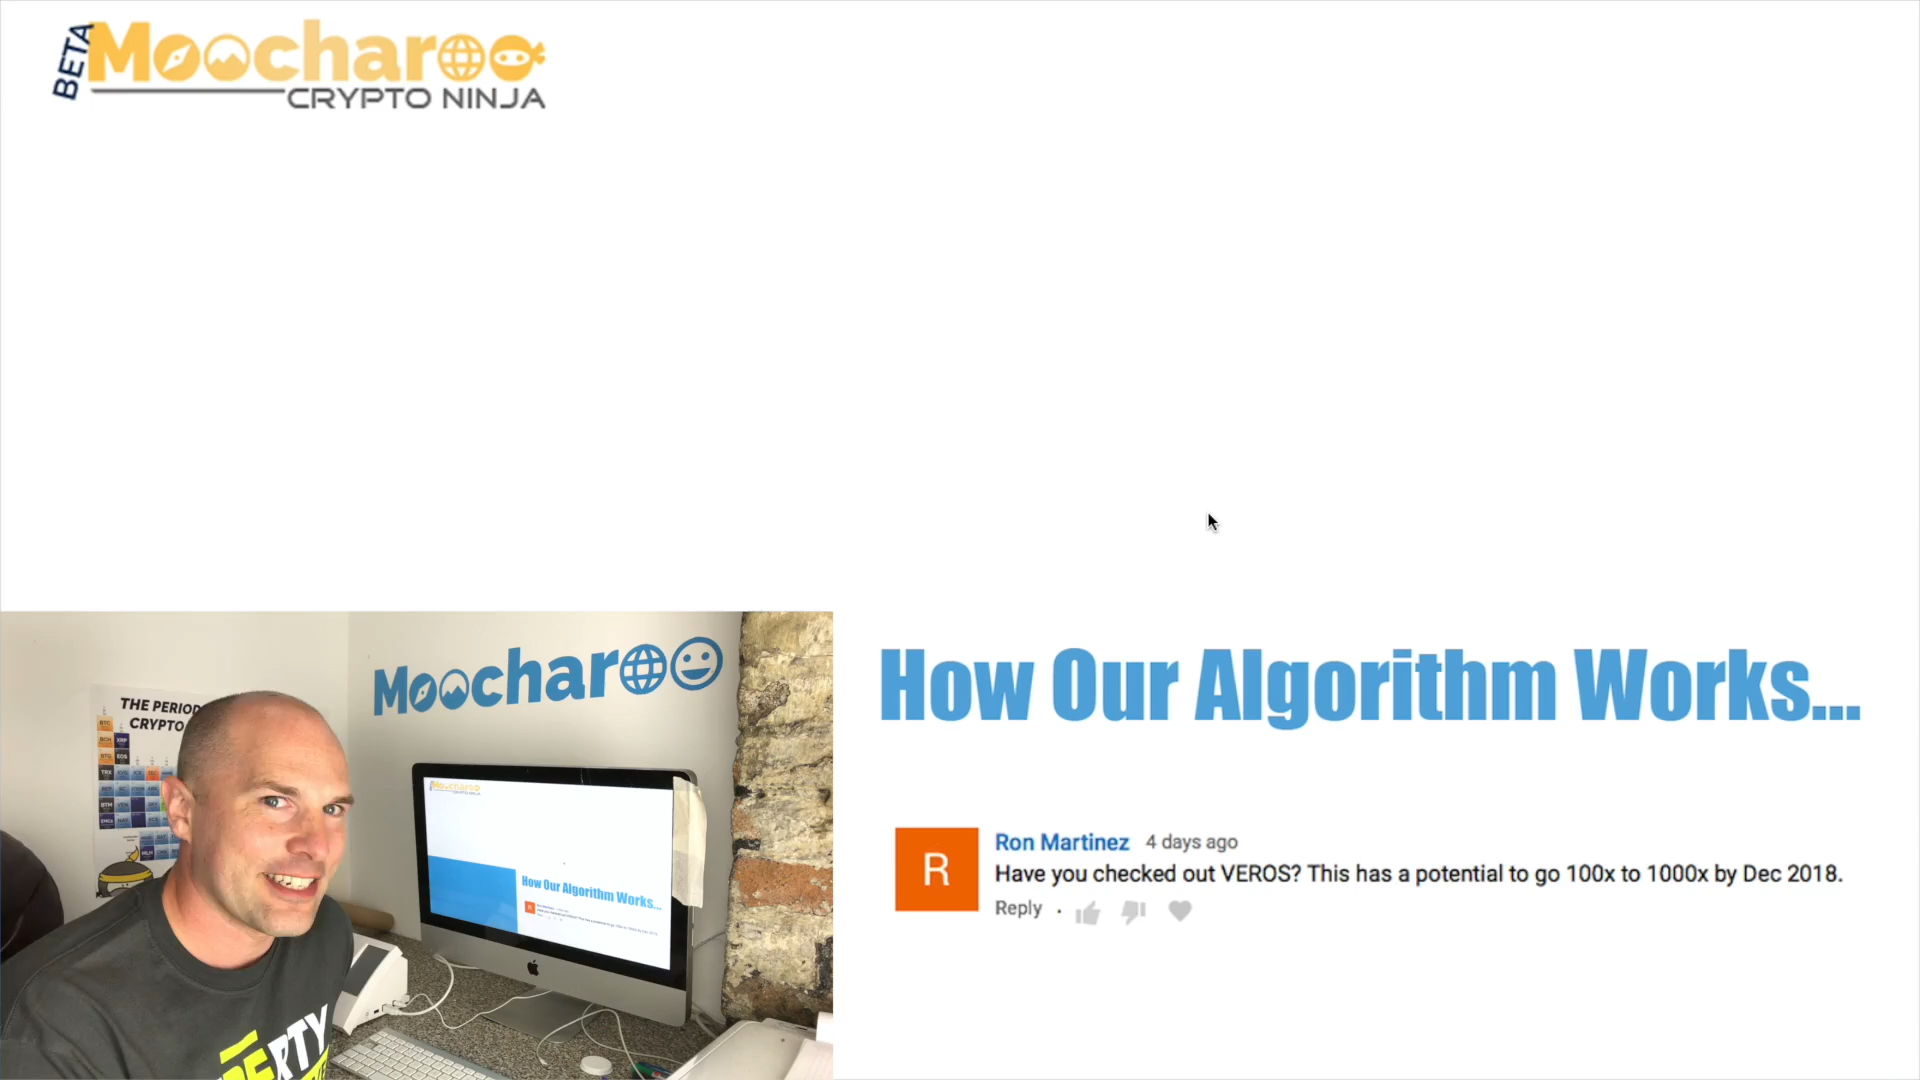 BETA
Moocharoo
CRYPTO NINJA
THE PERIOD
CRYPTO
Moocharoo
Moocharoo
How Our Algorithm Works...
How Our Algorithm Works...
R
Ron Martinez 4 days ago
Have you checked out VEROS? This has a potential to go 100x to 1000x by Dec 2018.
Reply ·